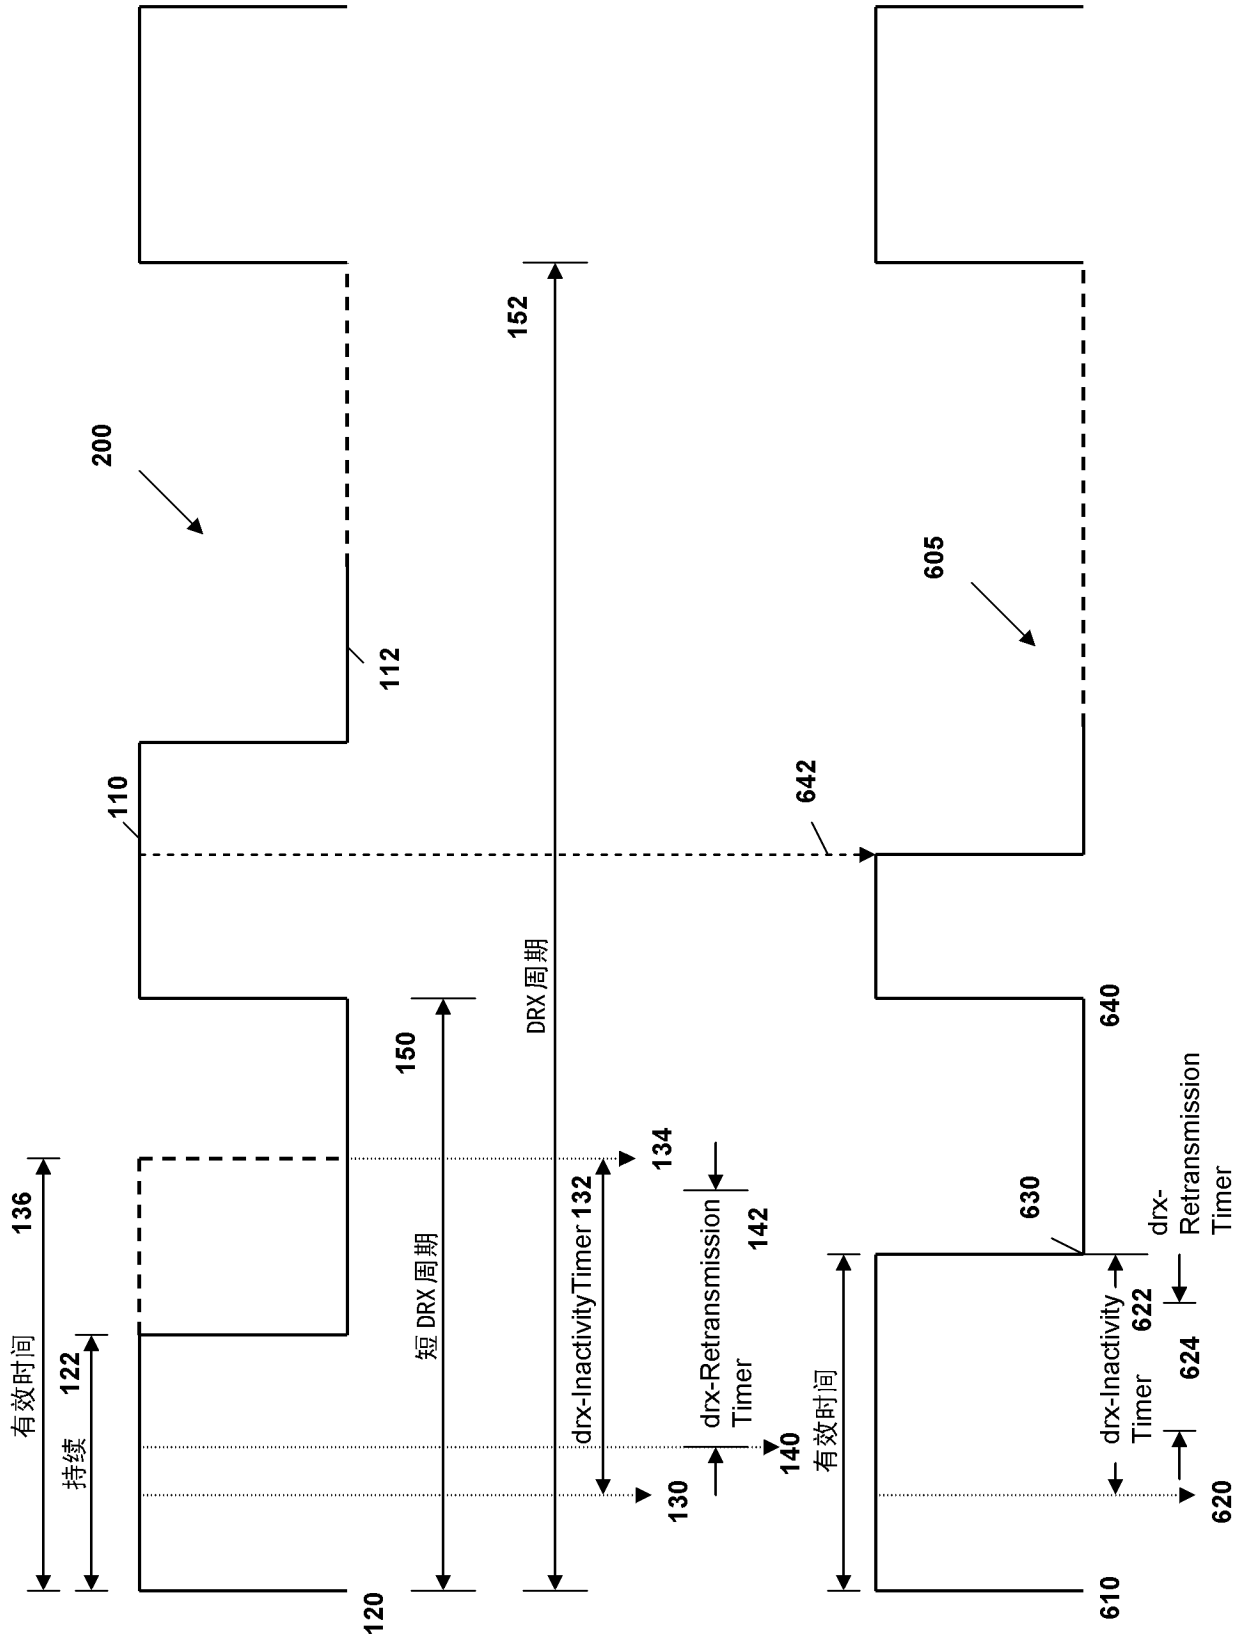 有效时间
136
持续
122
120
110
200
112
短 DRX 周期
150
DRX 周期
152
drx-InactivityTimer 132
134
130
drx-Retransmission
Timer
142
140
642
605
有效时间
630
640
610
drx-Inactivity
Timer
622
620
624
drx-
Retransmission
Timer